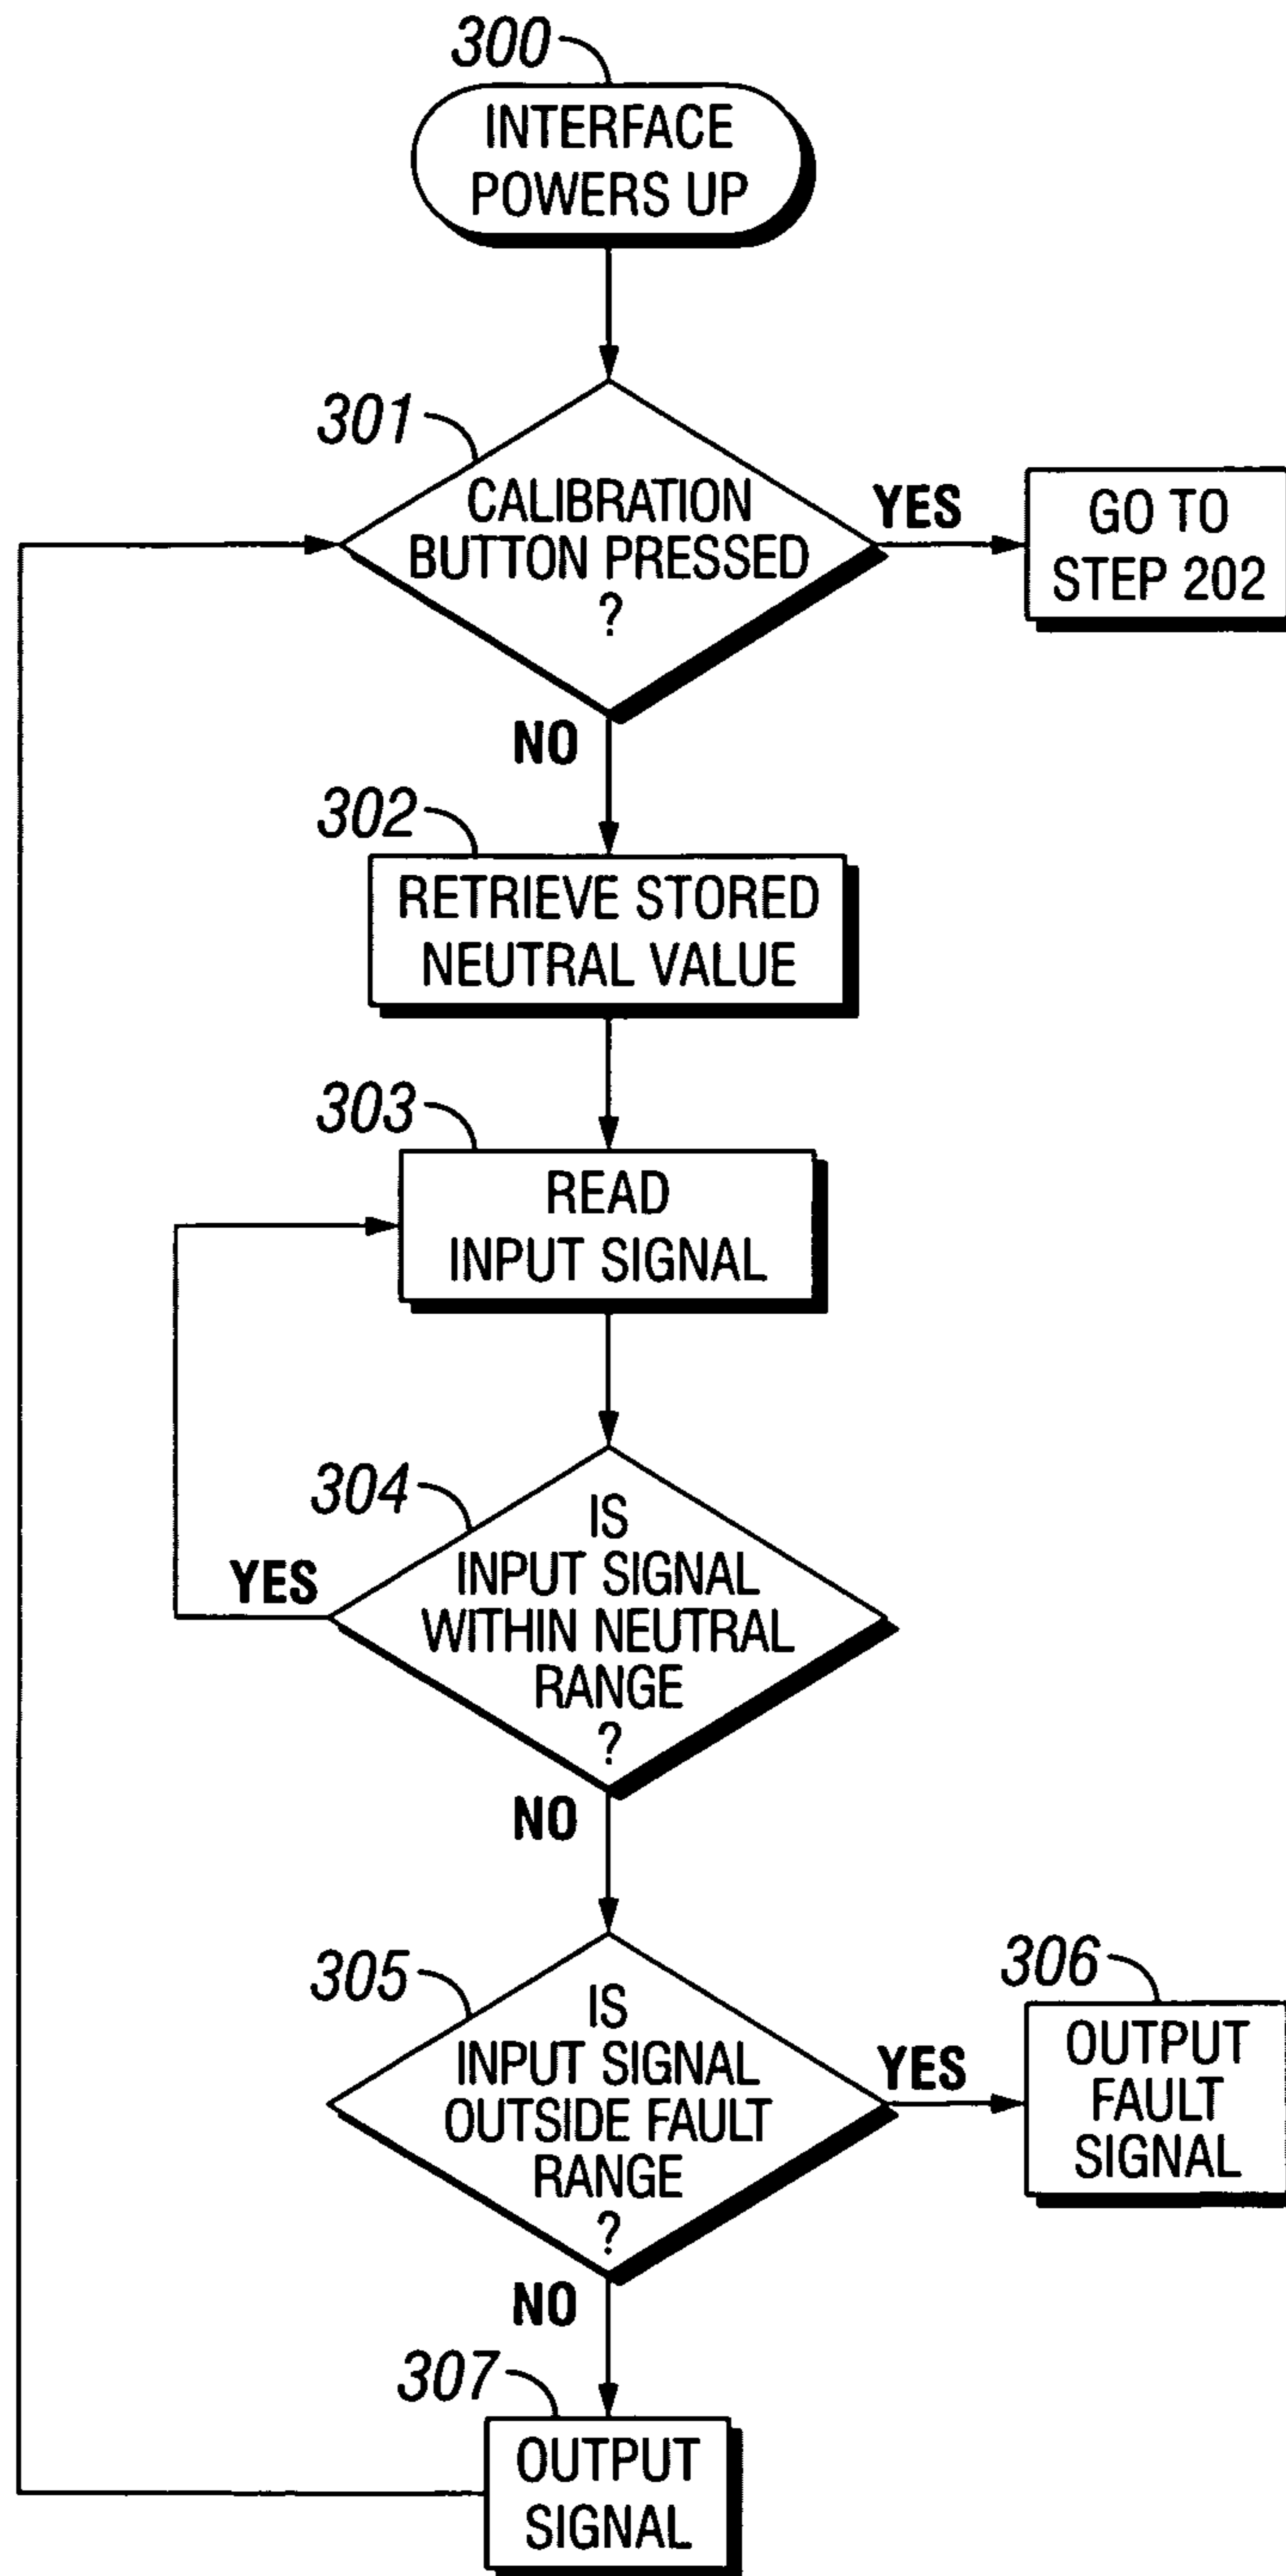 300
INTERFACE
POWERS UP
301
CALIBRATION
BUTTON PRESSED
?
YES
GO TO
STEP 202
NO
302
RETRIEVE STORED
NEUTRAL VALUE
303
READ
INPUT SIGNAL
304
IS
INPUT SIGNAL
WITHIN NEUTRAL
RANGE
?
YES
NO
305
IS
INPUT SIGNAL
OUTSIDE FAULT
RANGE
?
YES
306
OUTPUT
FAULT
SIGNAL
NO
307
OUTPUT
SIGNAL